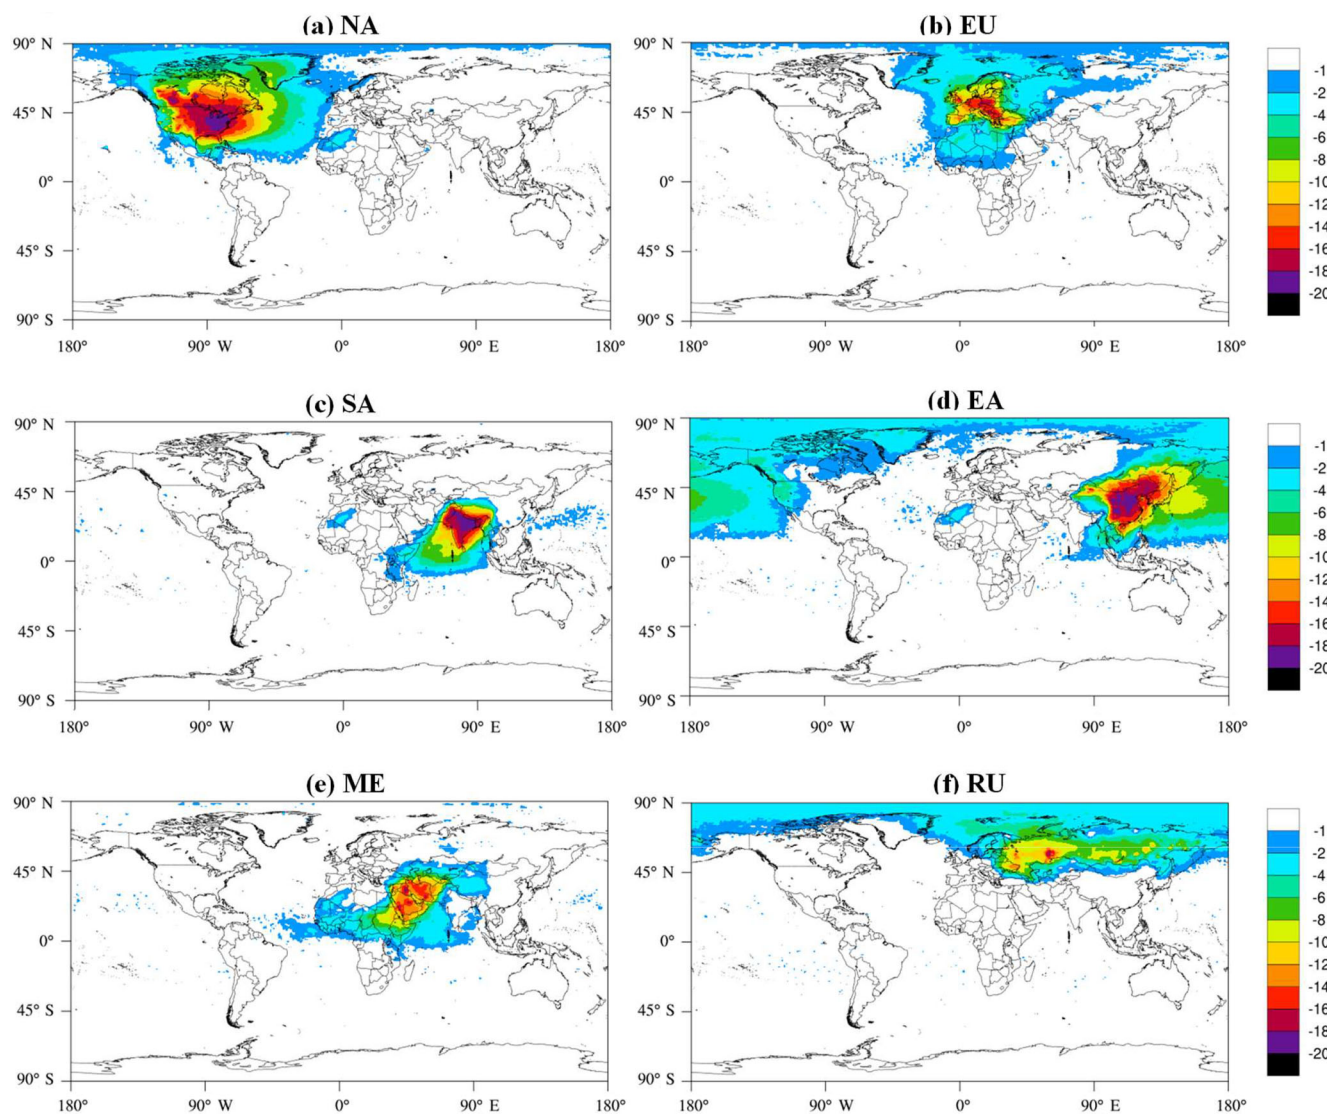 (a) NA
(b) EU
90° N
45° N
0°
45° S
90° S
180°
90° W
0°
90° E
180°
90° N
45° N
0°
45° S
90° S
180°
90° W
0°
90° E
180°
-1
-2
-4
-6
-8
-10
-12
-14
-16
-18
-20
(c) SA
(d) EA
90° N
45° N
0°
45° S
90° S
180°
90° W
0°
90° E
180°
90° N
45° N
0°
45° S
90° S
180°
90° W
0°
90° E
180°
-1
-2
-4
-6
-8
-10
-12
-14
-16
-18
-20
(e) ME
(f) RU
90° N
45° N
0°
45° S
90° S
180°
90° W
0°
90° E
180°
90° N
45° N
0°
45° S
90° S
180°
90° W
0°
90° E
180°
-1
-2
-4
-6
-8
-10
-12
-14
-16
-18
-20